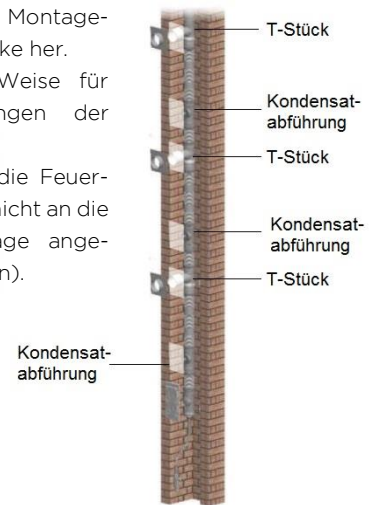 Montage-
ke her.
Weise für
ngen der
die Feuer-
nicht an die
age ange-
n).
T-Stück
Kondensat-
abführung
T-Stück
Kondensat-
abführung
T-Stück
Kondensat-
abführung